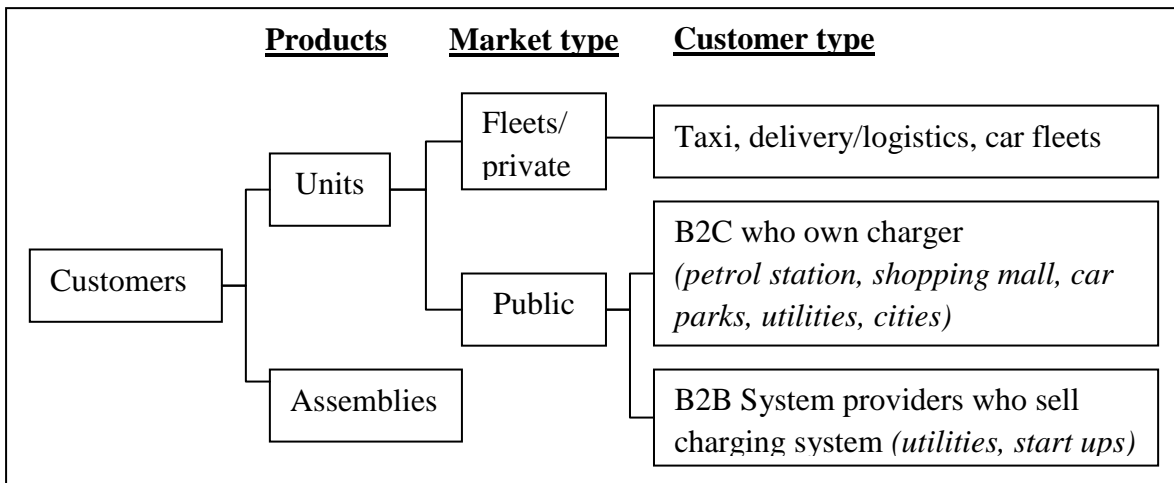 Products Market type Customer type
Fleets/
private
Taxi, delivery/logistics, car fleets
Units
B2C who own charger
(petrol station, shopping mall, car
parks, utilities, cities)
Customers
Public
Assemblies
B2B System providers who sell
charging system (utilities, start ups)